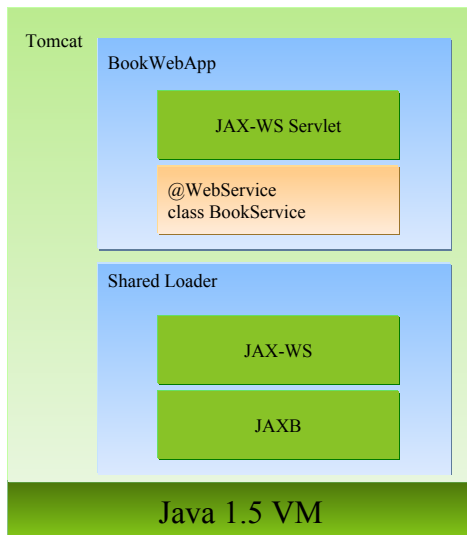 Tomcat
BookWebApp
JAX-WS Servlet
@WebService
class BookService
Shared Loader
JAX-WS
JAXB
Java 1.5 VM